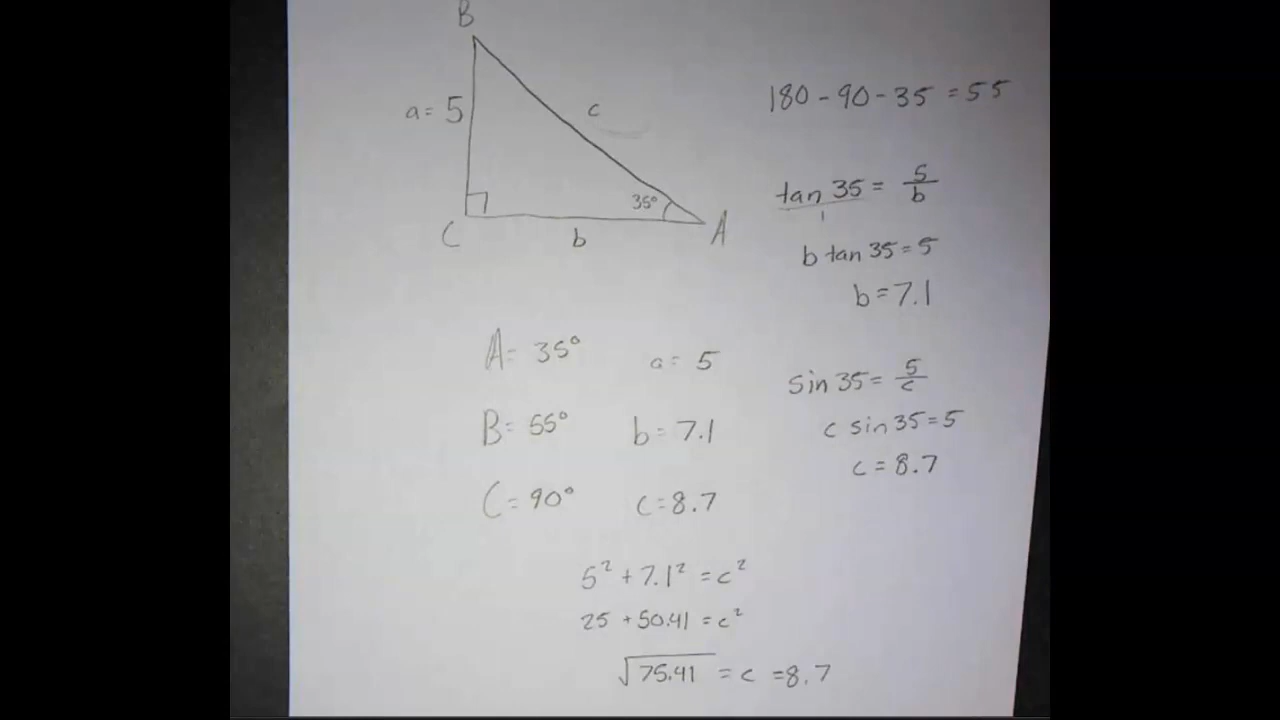 B
a = 5
c
35°
C
b
A
180 - 90 - 35 = 55
tan 35 = 5/b
1
b tan 35 = 5
b = 7.1
A = 35°
a = 5
sin 35 = 5/c
B = 55°
b = 7.1
c sin 35 = 5
c = 8.7
C = 90°
c = 8.7
5² + 7.1² = c²
25 + 50.41 = c²
√75.41 = c = 8.7